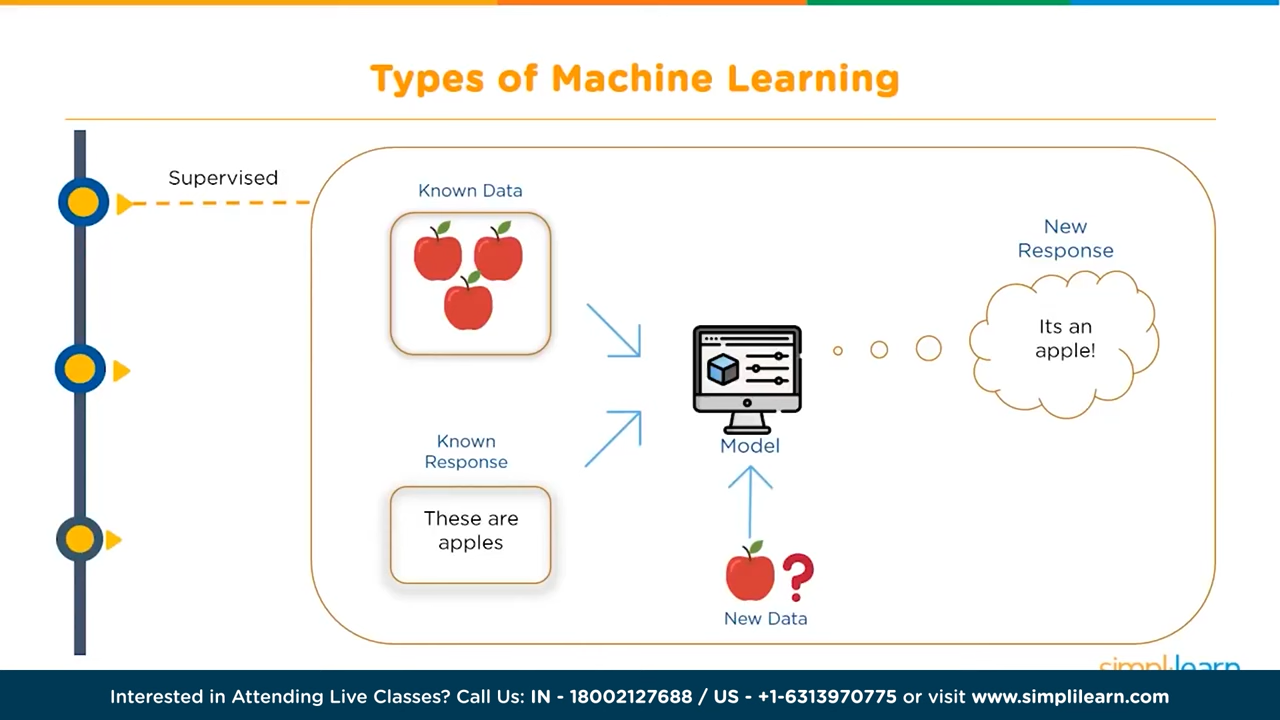 Types of Machine Learning
Supervised
Known Data
Known
Response
These are
apples
Model
?
New Data
New
Response
Its an
apple!
simplilearn
Interested in Attending Live Classes? Call Us: IN - 18002127688 / US - +1-6313970775 or visit www.simplilearn.com